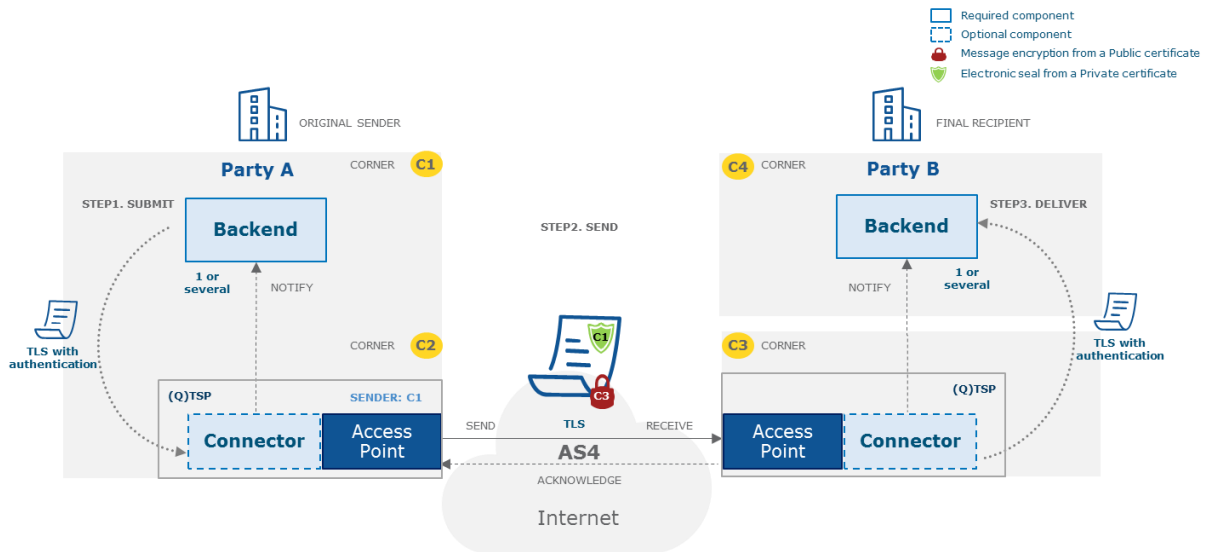 Required component
Optional component
Message encryption from a Public certificate
Electronic seal from a Private certificate
ORIGINAL SENDER
FINAL RECIPIENT
CORNER
C1
Party A
C4
CORNER
Party B
STEP1. SUBMIT
Backend
1 or
several
NOTIFY
STEP2. SEND
STEP3. DELIVER
Backend
1 or
several
NOTIFY
TLS with
authentication
TLS with
authentication
CORNER
C2
C1
C3
C3
CORNER
(Q)TSP
SENDER: C1
Connector
Access
Point
(Q)TSP
Access
Point
Connector
SEND
TLS
RECEIVE
AS4
ACKNOWLEDGE
Internet